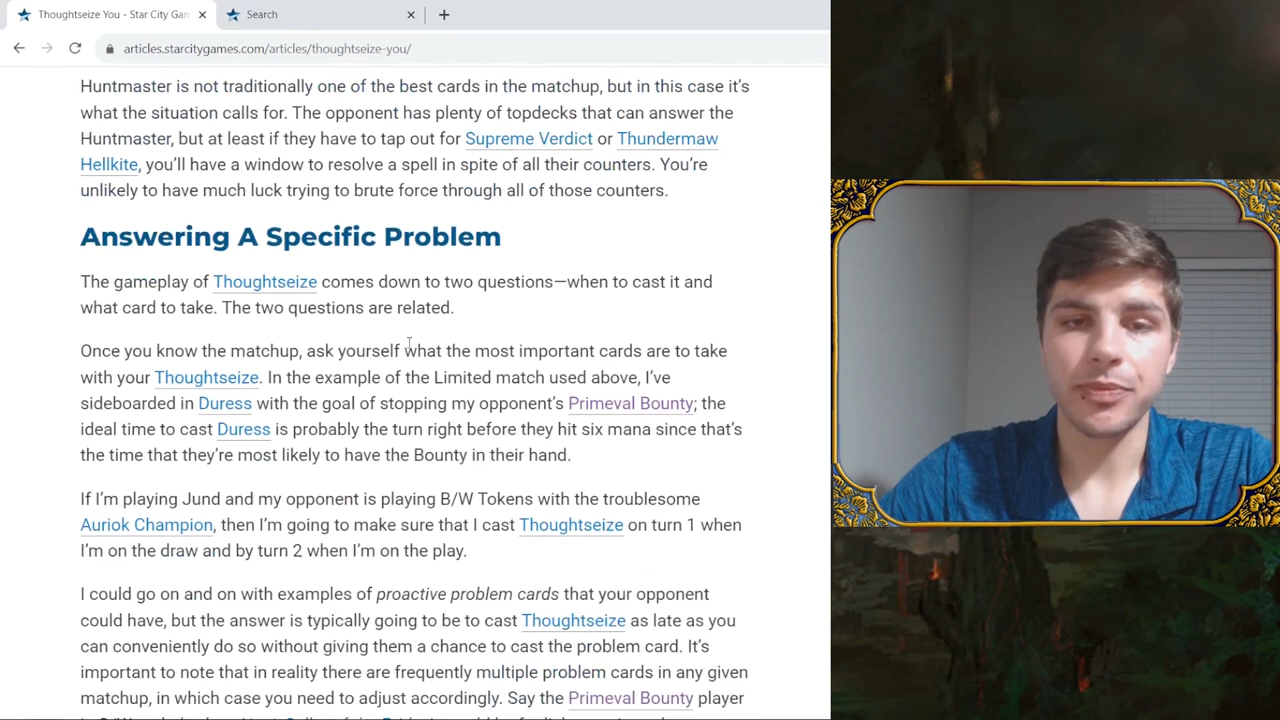 Thoughtseize You - Star City Gam
Search
articles.starcitygames.com/articles/thoughtseize-you/
Huntmaster is not traditionally one of the best cards in the matchup, but in this case it's
what the situation calls for. The opponent has plenty of topdecks that can answer the
Huntmaster, but at least if they have to tap out for Supreme Verdict or Thundermaw
Hellkite, you'll have a window to resolve a spell in spite of all their counters. You're
unlikely to have much luck trying to brute force through all of those counters.
Answering A Specific Problem
The gameplay of Thoughtseize comes down to two questions—when to cast it and
what card to take. The two questions are related.
Once you know the matchup, ask yourself what the most important cards are to take
with your Thoughtseize. In the example of the Limited match used above, I've
sideboarded in Duress with the goal of stopping my opponent's Primeval Bounty; the
ideal time to cast Duress is probably the turn right before they hit six mana since that's
the time that they're most likely to have the Bounty in their hand.
If I'm playing Jund and my opponent is playing B/W Tokens with the troublesome
Auriok Champion, then I'm going to make sure that I cast Thoughtseize on turn 1 when
I'm on the draw and by turn 2 when I'm on the play.
I could go on and on with examples of proactive problem cards that your opponent
could have, but the answer is typically going to be to cast Thoughtseize as late as you
can conveniently do so without giving them a chance to cast the problem card. It's
important to note that in reality there are frequently multiple problem cards in any given
matchup, in which case you need to adjust accordingly. Say the Primeval Bounty player